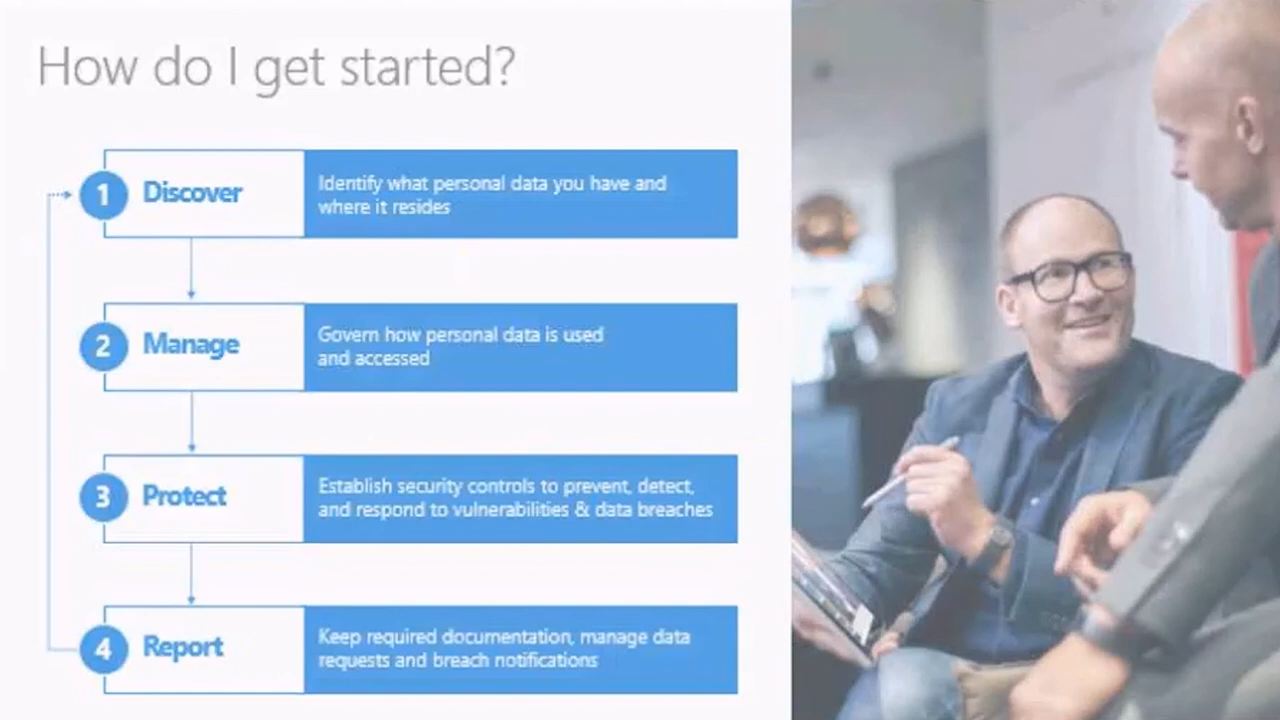 How do I get started?
1 Discover
Identify what personal data you have and
where it resides
2 Manage
Govern how personal data is used
and accessed
3 Protect
Establish security controls to prevent, detect,
and respond to vulnerabilities & data breaches
4 Report
Keep required documentation, manage data
requests and breach notifications